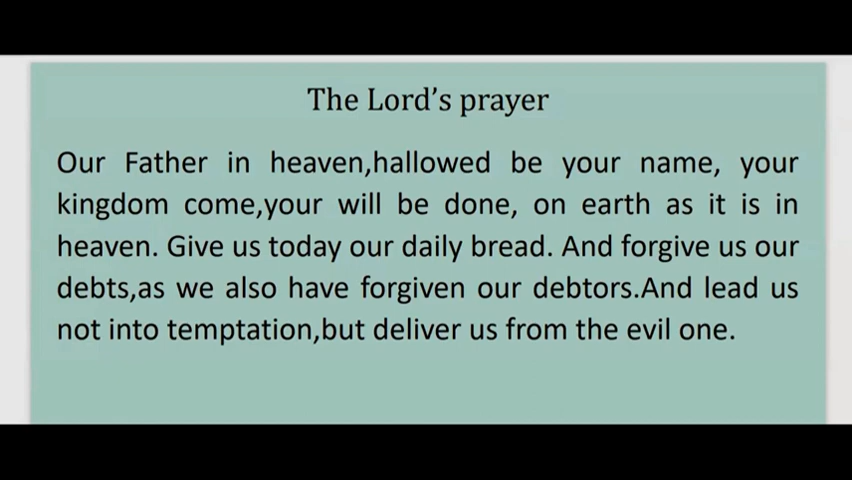 The Lord’s prayer
Our Father in heaven,hallowed be your name, your
kingdom come,your will be done, on earth as it is in
heaven. Give us today our daily bread. And forgive us our
debts,as we also have forgiven our debtors.And lead us
not into temptation,but deliver us from the evil one.